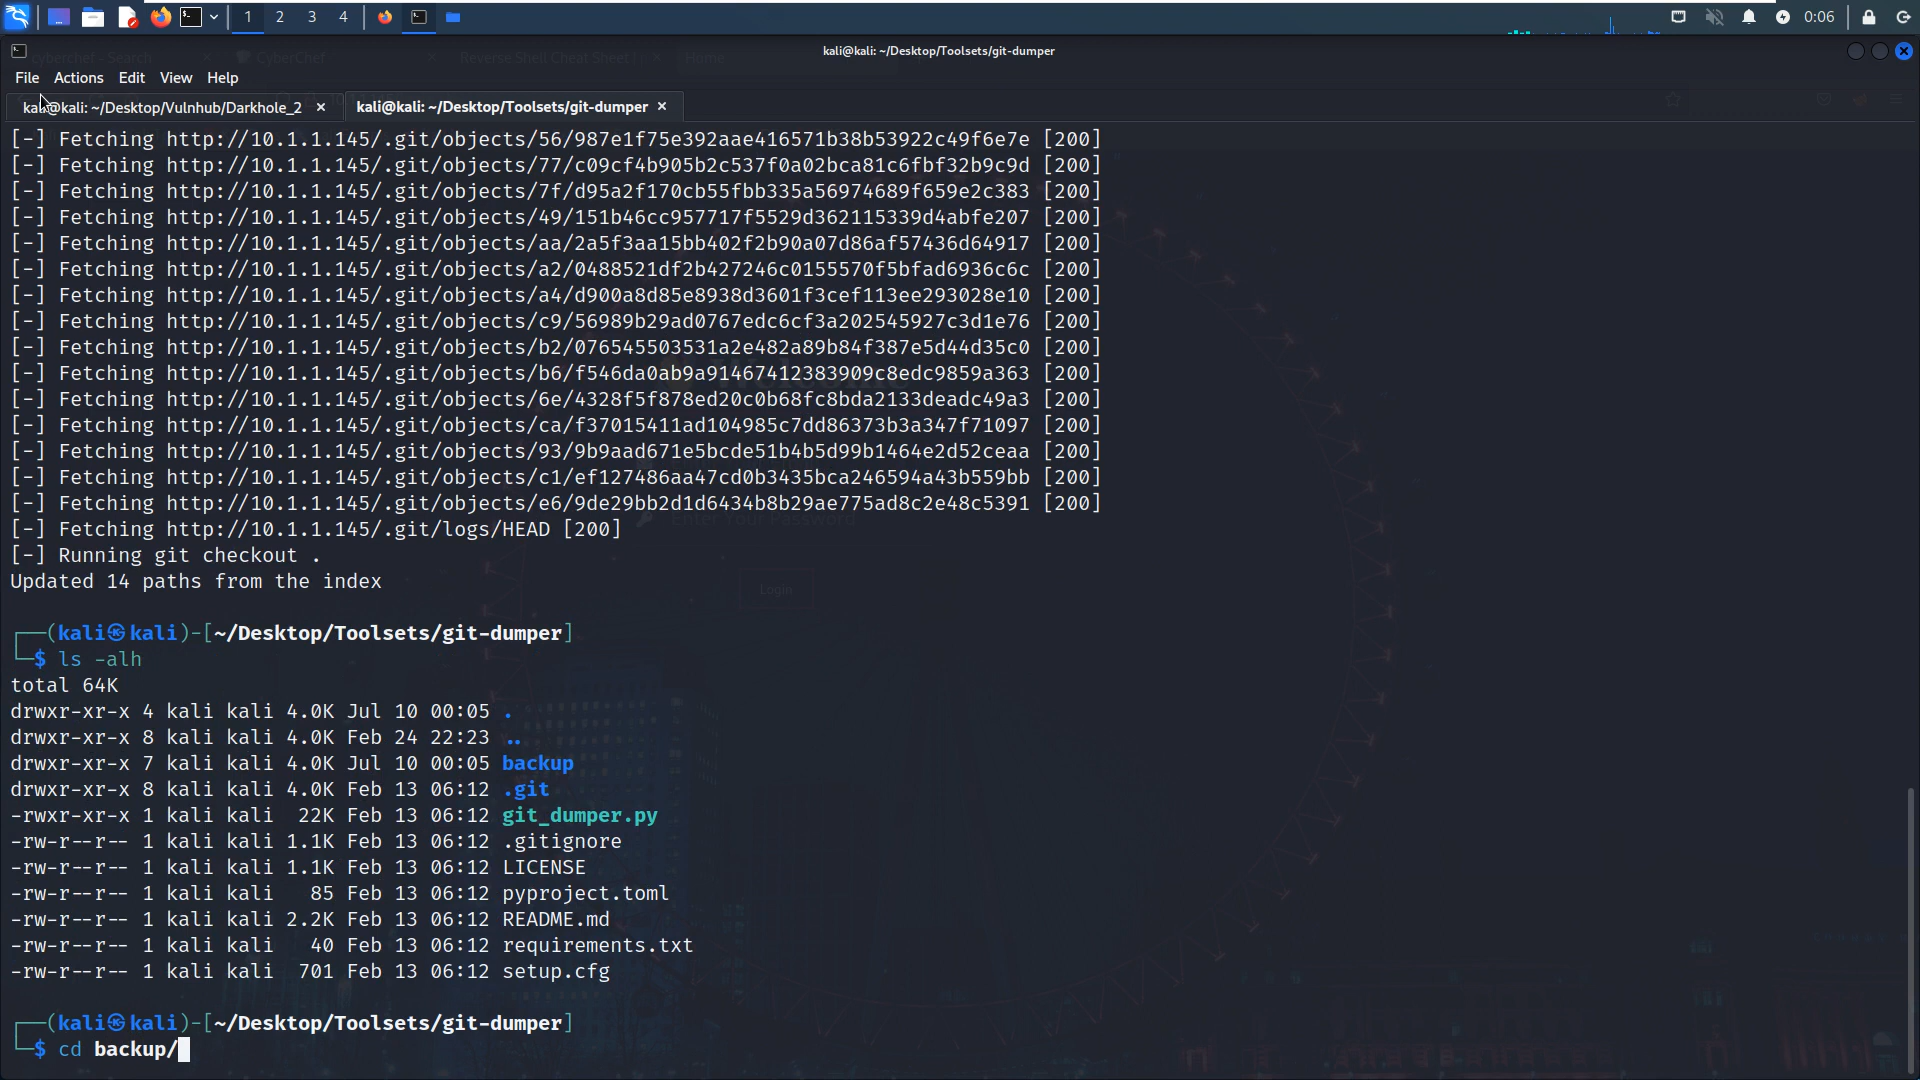 1 2 3 4 0:06
kali@kali: ~/Desktop/Toolsets/git-dumper
cyberchef - Search CyberChef Reverse Shell Cheat Sheet Home
File Actions Edit View Help
kali@kali: ~/Desktop/Vulnhub/Darkhole_2 kali@kali: ~/Desktop/Toolsets/git-dumper
[-] Fetching http://10.1.1.145/.git/objects/56/987e1f75e392aae416571b38b53922c49f6e7e [200]
[-] Fetching http://10.1.1.145/.git/objects/77/c09cf4b905b2c537f0a02bca81c6fbf32b9c9d [200]
[-] Fetching http://10.1.1.145/.git/objects/7f/d95a2f170cb55fbb335a56974689f659e2c383 [200]
[-] Fetching http://10.1.1.145/.git/objects/49/151b46cc957717f5529d362115339d4abfe207 [200]
[-] Fetching http://10.1.1.145/.git/objects/aa/2a5f3aa15bb402f2b90a07d86af57436d64917 [200]
[-] Fetching http://10.1.1.145/.git/objects/a2/0488521df2b427246c0155570f5bfad6936c6c [200]
[-] Fetching http://10.1.1.145/.git/objects/a4/d900a8d85e8938d3601f3cef113ee293028e10 [200]
[-] Fetching http://10.1.1.145/.git/objects/c9/56989b29ad0767edc6cf3a202545927c3d1e76 [200]
[-] Fetching http://10.1.1.145/.git/objects/b2/076545503531a2e482a89b84f387e5d44d35c0 [200]
[-] Fetching http://10.1.1.145/.git/objects/b6/f546da0ab9a91467412383909c8edc9859a363 [200]
[-] Fetching http://10.1.1.145/.git/objects/6e/4328f5f878ed20c0b68fc8bda2133deadc49a3 [200]
[-] Fetching http://10.1.1.145/.git/objects/ca/f37015411ad104985c7dd86373b3a347f71097 [200]
[-] Fetching http://10.1.1.145/.git/objects/93/9b9aad671e5bcde51b4b5d99b1464e2d52ceaa [200]
[-] Fetching http://10.1.1.145/.git/objects/c1/ef127486aa47cd0b3435bca246594a43b559bb [200]
[-] Fetching http://10.1.1.145/.git/objects/e6/9de29bb2d1d6434b8b29ae775ad8c2e48c5391 [200]
[-] Fetching http://10.1.1.145/.git/logs/HEAD [200]
Enter Your Password
[-] Running git checkout .
Updated 14 paths from the index
Login
┌──(kali㉿kali)-[~/Desktop/Toolsets/git-dumper]
└─$ ls -alh
total 64K
drwxr-xr-x 4 kali kali 4.0K Jul 10 00:05 .
drwxr-xr-x 8 kali kali 4.0K Feb 24 22:23 ..
drwxr-xr-x 7 kali kali 4.0K Jul 10 00:05 backup
drwxr-xr-x 8 kali kali 4.0K Feb 13 06:12 .git
-rwxr-xr-x 1 kali kali  22K Feb 13 06:12 git_dumper.py
-rw-r--r-- 1 kali kali 1.1K Feb 13 06:12 .gitignore
-rw-r--r-- 1 kali kali 1.1K Feb 13 06:12 LICENSE
-rw-r--r-- 1 kali kali   85 Feb 13 06:12 pyproject.toml
-rw-r--r-- 1 kali kali 2.2K Feb 13 06:12 README.md
-rw-r--r-- 1 kali kali   40 Feb 13 06:12 requirements.txt
-rw-r--r-- 1 kali kali  701 Feb 13 06:12 setup.cfg
┌──(kali㉿kali)-[~/Desktop/Toolsets/git-dumper]
└─$ cd backup/